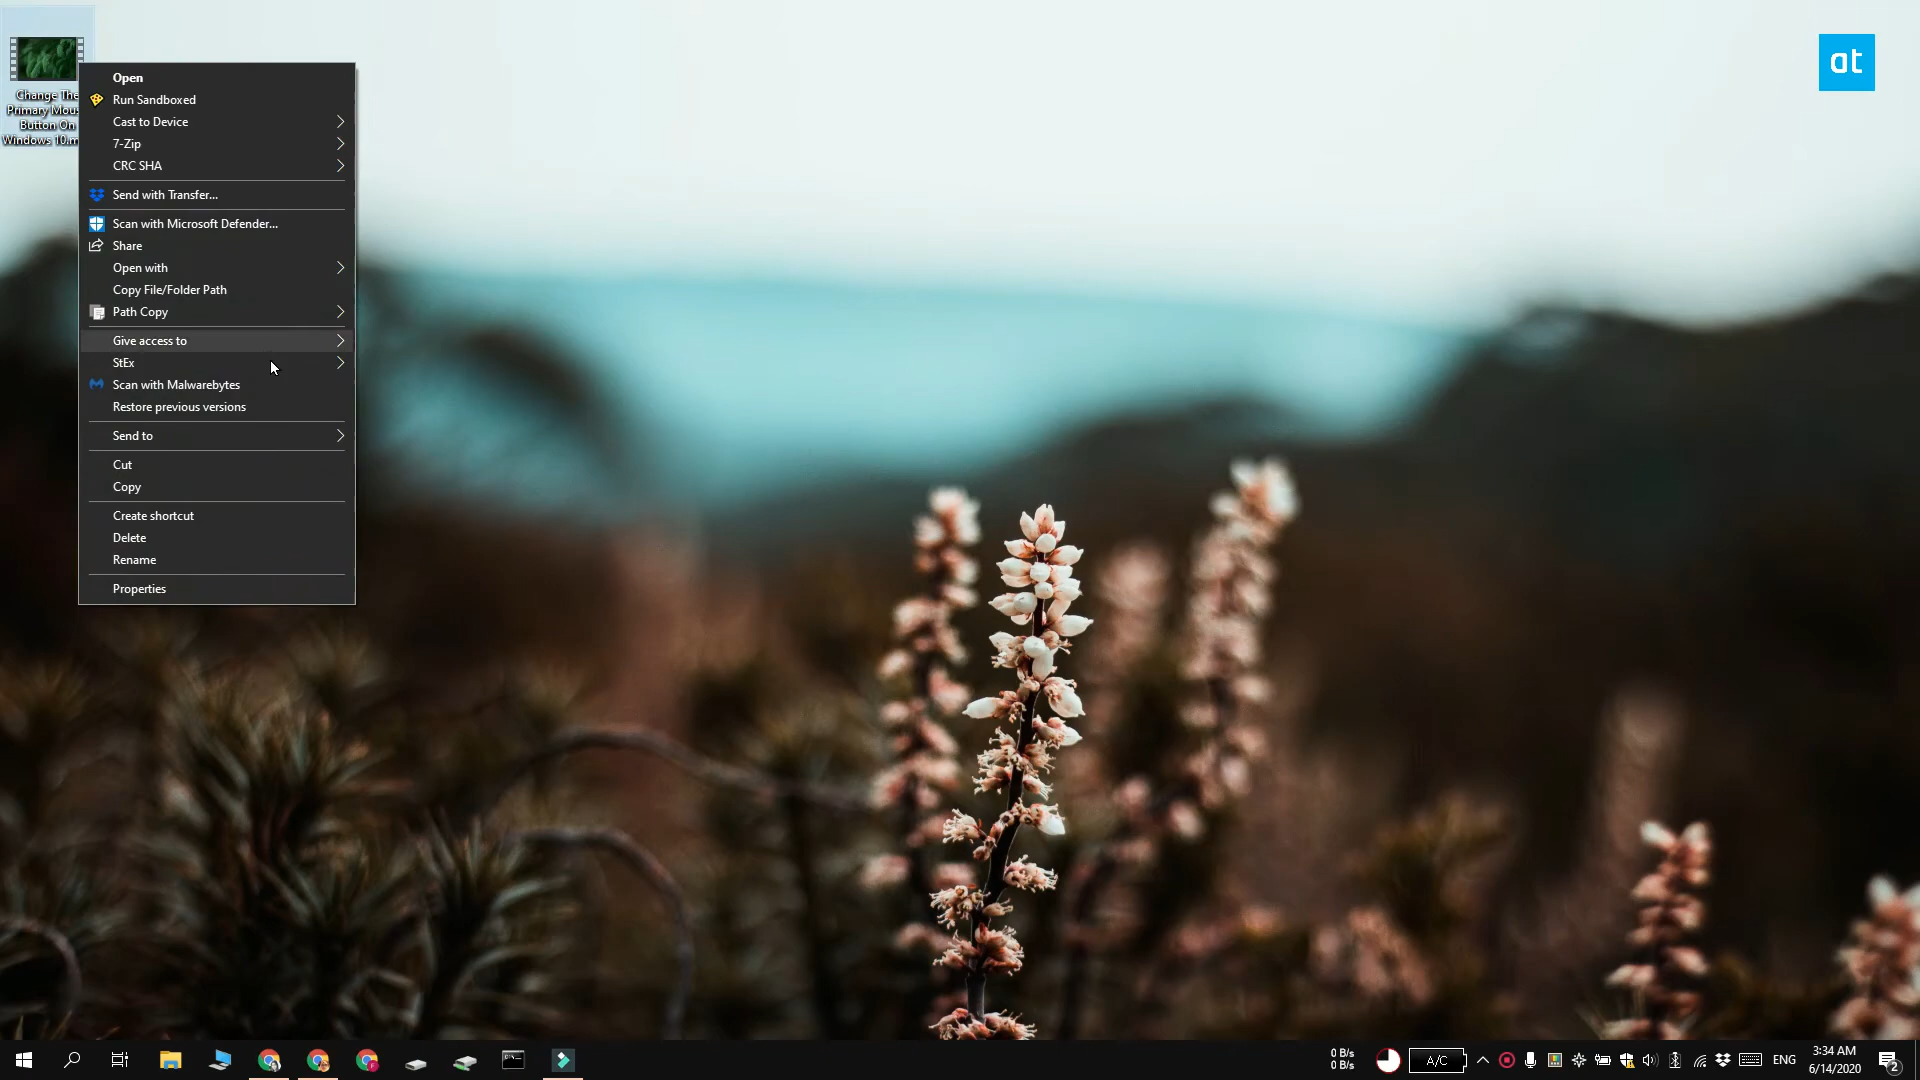 Change The
Primary Mou...
Button On
Windows 10.m
at
Open
Run Sandboxed
Cast to Device
7-Zip
CRC SHA
Send with Transfer...
Scan with Microsoft Defender...
Share
Open with
Copy File/Folder Path
Path Copy
Give access to
StEx
Scan with Malwarebytes
Restore previous versions
Send to
Cut
Copy
Create shortcut
Delete
Rename
Properties
0 B/s
0 B/s
A/C
ENG
3:34 AM
6/14/2020
2